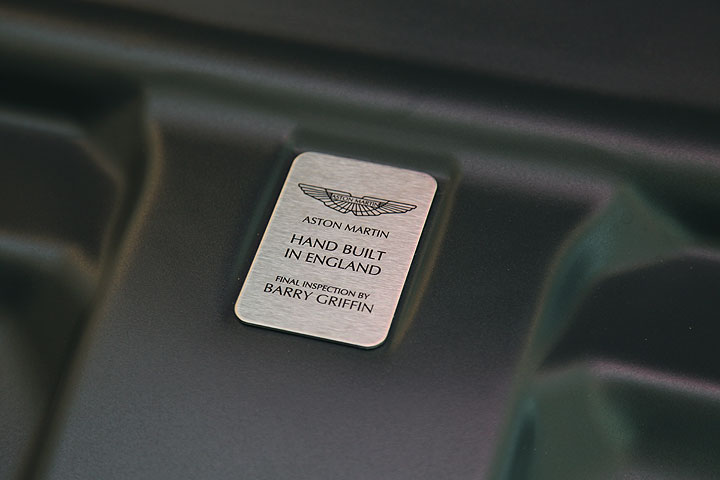 ASTON MARTIN
ASTON MARTIN
HAND BUILT
IN ENGLAND
FINAL INSPECTION BY
BARRY GRIFFIN